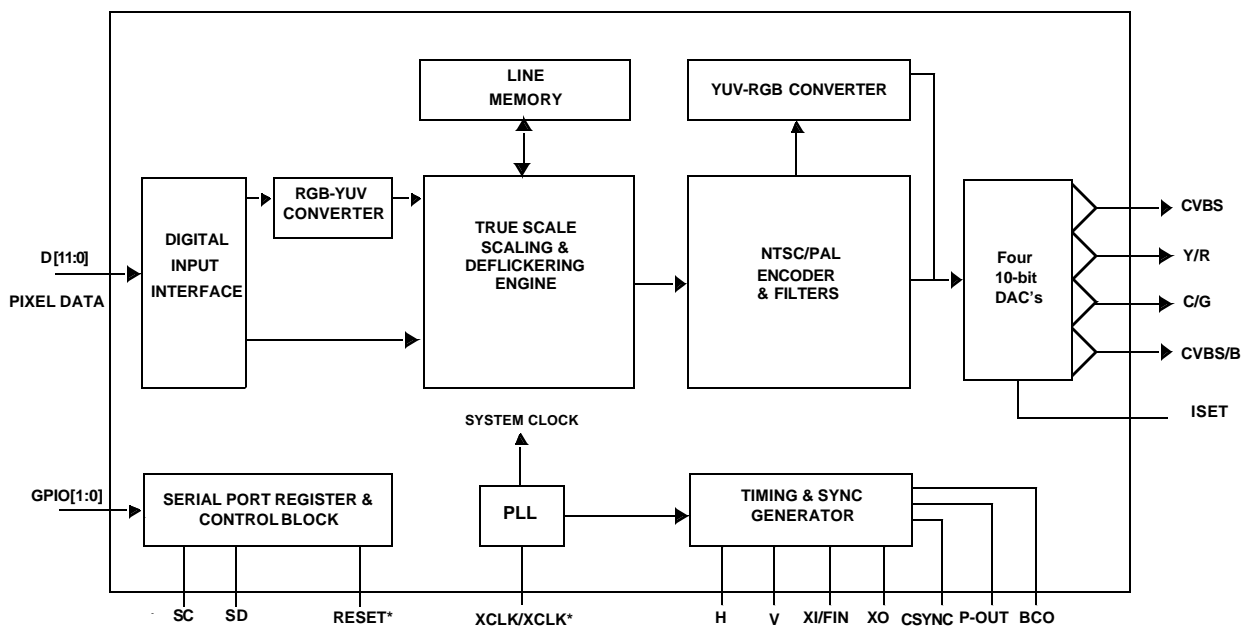 LINE
MEMORY
YUV-RGB CONVERTER
D[11:0]
PIXEL DATA
DIGITAL
INPUT
INTERFACE
RGB-YUV
CONVERTER
TRUE SCALE
SCALING &
DEFLICKERING
ENGINE
NTSC/PAL
ENCODER
& FILTERS
Four
10-bit
DAC's
CVBS
Y/R
C/G
CVBS/B
ISET
SYSTEM CLOCK
GPIO[1:0]
SERIAL PORT REGISTER &
CONTROL BLOCK
PLL
TIMING & SYNC
GENERATOR
SC
SD
RESET*
XCLK/XCLK*
H
V
XI/FIN
XO
CSYNC
P-OUT
BCO